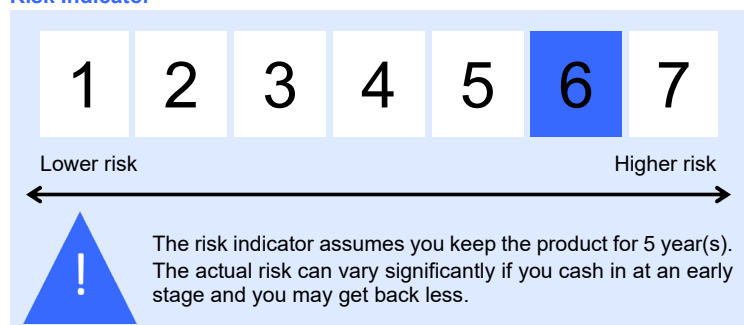 Risk Indicator
1 2 3 4 5 6 7
Lower risk Higher risk
!
The risk indicator assumes you keep the product for 5 year(s).
The actual risk can vary significantly if you cash in at an early
stage and you may get back less.